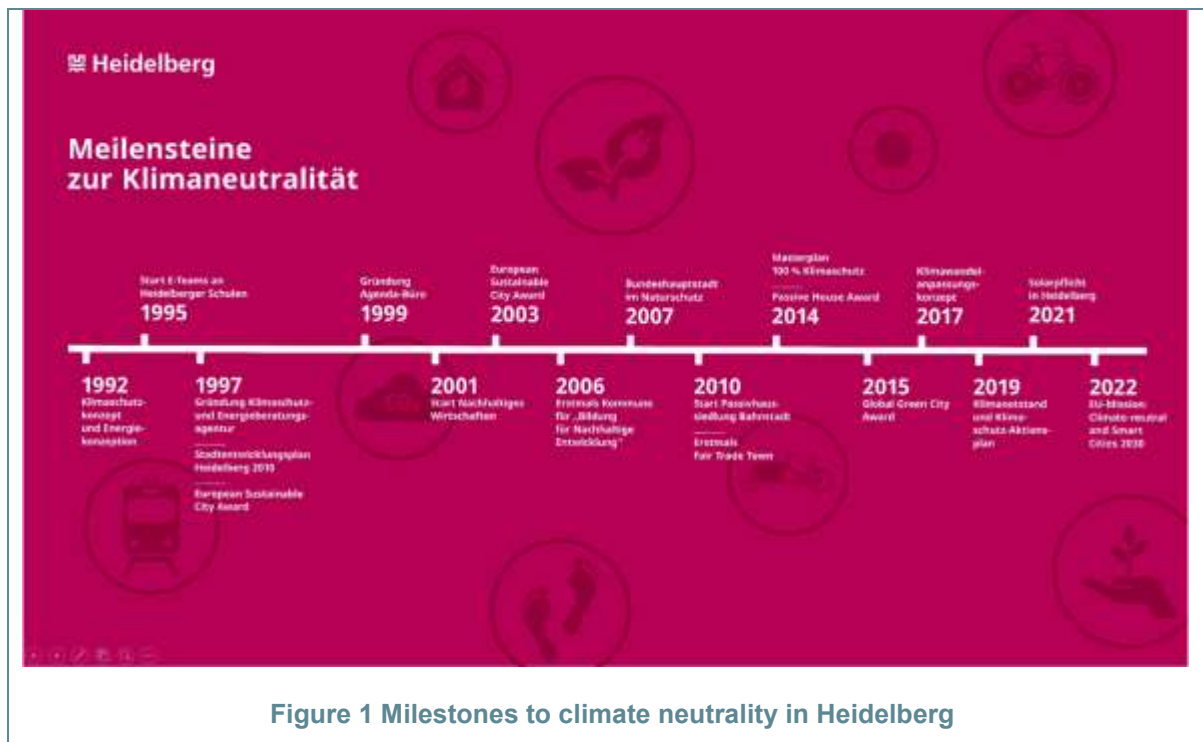 Heidelberg
Meilensteine
zur Klimaneutralität
Start E-Teams an
Heidelberger Schulen
1995
Gründung
Agenda-Büro
1999
European
Sustainable
City Award
2003
Bundeshauptstadt
im Naturschutz
2007
Masterplan
100 % Klimaschutz
Passive House Award
2014
Klimawandel-
anpassungs-
konzept
2017
Solarpflicht
in Heidelberg
2021
1992
Klimaschutz-
konzept
und Energie-
konzeption
1997
Gründung Klimaschutz-
und Energieberatungs-
agentur
Stadtentwicklungsplan
Heidelberg 2010
European Sustainable
City Award
2001
Start Nachhaltiges
Wirtschaften
2006
Erstmals Kommune
für „Bildung
für Nachhaltige
Entwicklung“
2010
Start Passivhaus-
siedlung Bahnstadt
Erstmals
Fair Trade Town
2015
Global Green City
Award
2019
Klimanotstand
und Klima-
schutz-Aktions-
plan
2022
EU-Mission:
Climate-neutral
and Smart
Cities 2030
Figure 1 Milestones to climate neutrality in Heidelberg